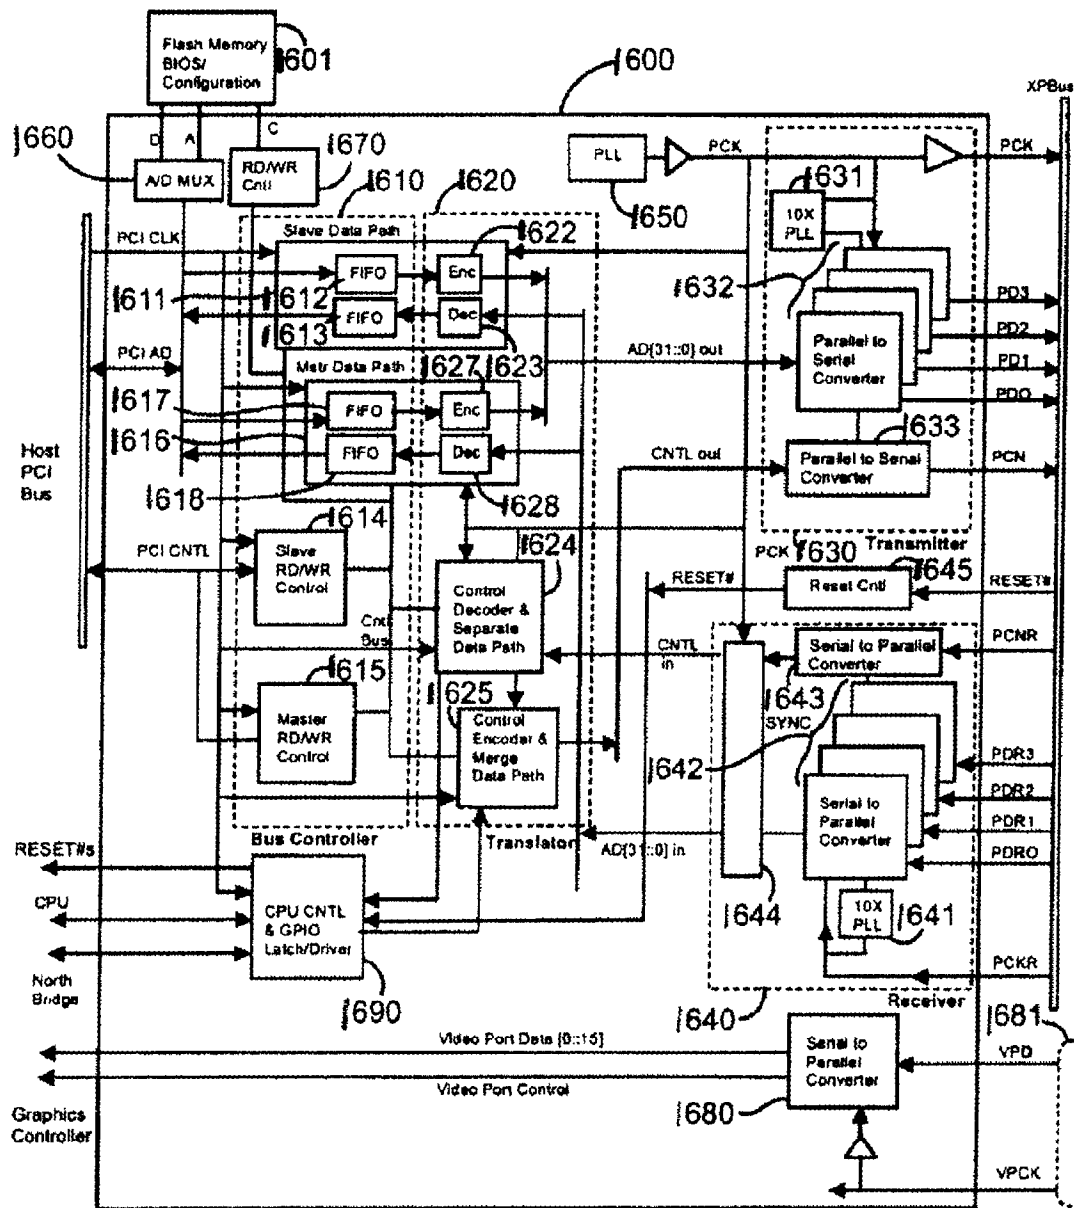 Flash Memory
BIOS/
Configuration
1601
1600
XPBus
D
A
C
1660
A/D MUX
RD/WR
Cntl
1670
1610
1620
PLL
1650
PCK
PCK
1631
10X
PLL
PCI CLK
Slave Data Path
1622
FIFO
Enc
1611
1612
1632
PD3
FIFO
Dec
1613
1623
PD2
PCI AD
AD[31::0] out
Parallel to
Serial
Converter
PD1
PD0
Mstr Data Path
1627
1617
FIFO
Enc
1616
FIFO
Dec
1633
Host
PCI
Bus
CNTL out
Parallel to Serial
Converter
PCN
1618
1628
1614
PCI CNTL
Slave
RD/WR
Control
1624
PCK
1630
Transmitter
1645
RESET#
Reset Cntl
RESET#
Control
Decoder &
Separate
Data Path
Cntl
Bus
CNTL
in
Serial to Parallel
Converter
PCNR
1615
1625
1643
SYNC
Master
RD/WR
Control
Control
Encoder &
Merge
Data Path
1642
PDR3
PDR2
Serial to
Parallel
Converter
PDR1
PDR0
Bus Controller
Translator
AD[31::0] in
RESET#s
CPU
CPU CNTL
& GPIO
Latch/Driver
1644
10X
PLL
1641
North
Bridge
PCKR
1690
1640
Receiver
1681
Video Port Data [0::15]
Serial to
Parallel
Converter
VPD
Video Port Control
1680
Graphics
Controller
VPCK